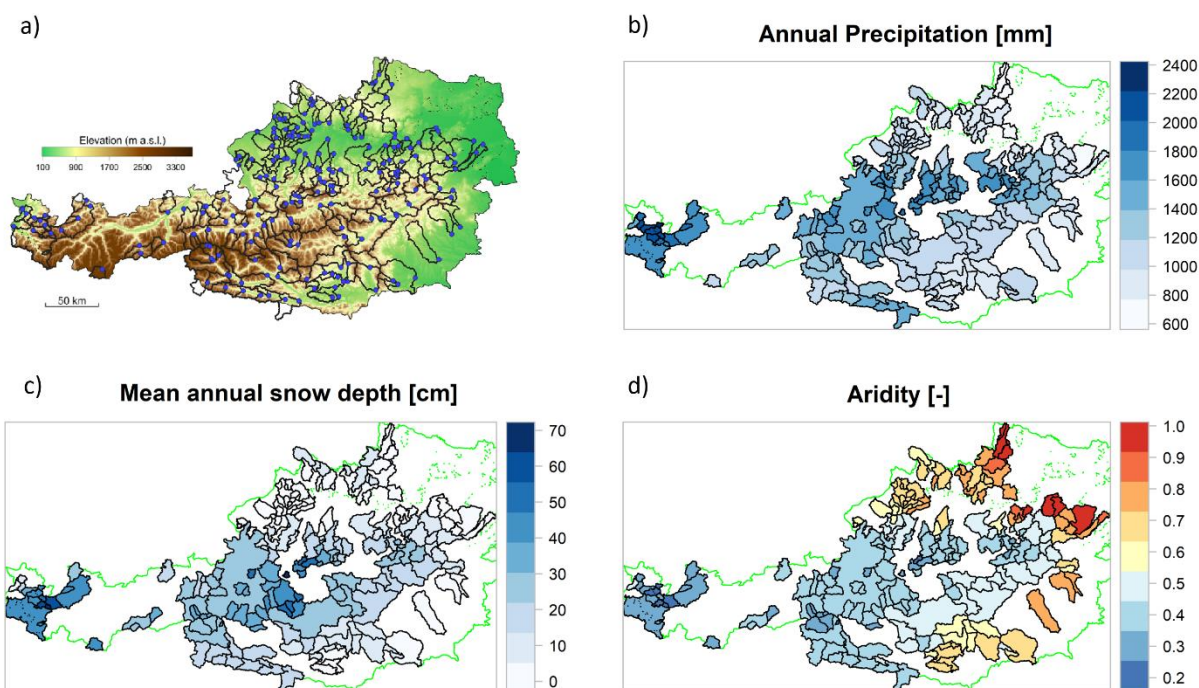 a)
Elevation (m a.s.l.)
100 900 1700 2500 3300
50 km
b)
Annual Precipitation [mm]
2400
2200
2000
1800
1600
1400
1200
1000
800
600
c)
Mean annual snow depth [cm]
70
60
50
40
30
20
10
0
d)
Aridity [-]
1.0
0.9
0.8
0.7
0.6
0.5
0.4
0.3
0.2